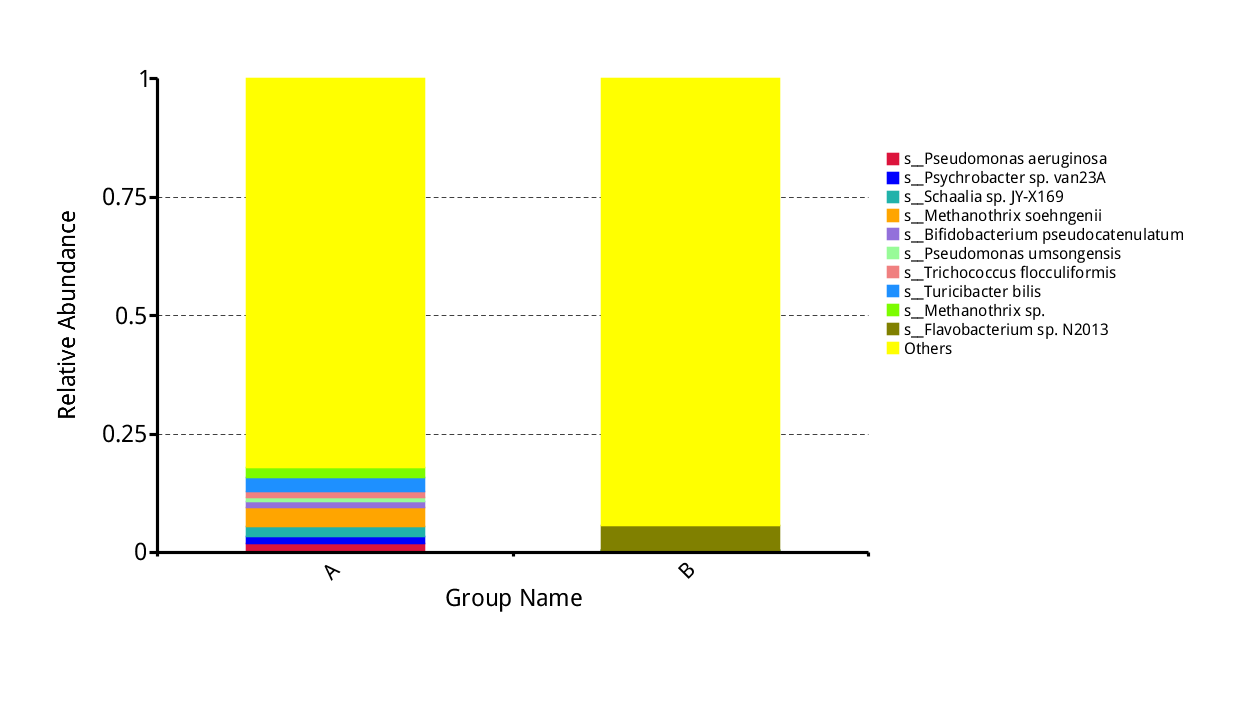 1
0.75
0.5
0.25
0
Relative Abundance
A
B
Group Name
s__Pseudomonas aeruginosa
s__Psychrobacter sp. van23A
s__Schaalia sp. JY-X169
s__Methanothrix soehngenii
s__Bifidobacterium pseudocatenulatum
s__Pseudomonas umsongensis
s__Trichococcus flocculiformis
s__Turicibacter bilis
s__Methanothrix sp.
s__Flavobacterium sp. N2013
Others